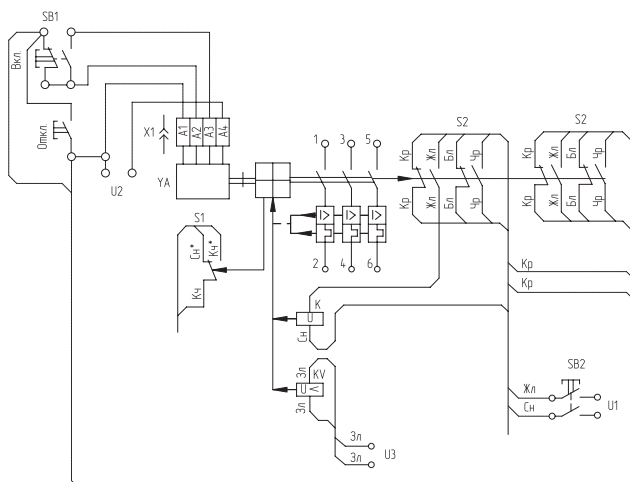 SB1
Вкл.
Откл.
X1
A1
A2
A3
A4
U2
YA
1
3
5
I>
I>
I>
2
4
6
S2
Кр
Жл
Бл
Чр
Кр
Жл
Бл
Чр
S2
Кр
Жл
Бл
Чр
Кр
Жл
Бл
Чр
S1
Сн*
Кч*
Кч
К
U
Сн
Кр
Кр
Зл
KV
U <
Зл
Зл
Зл
U3
SB2
Жл
Сн
U1